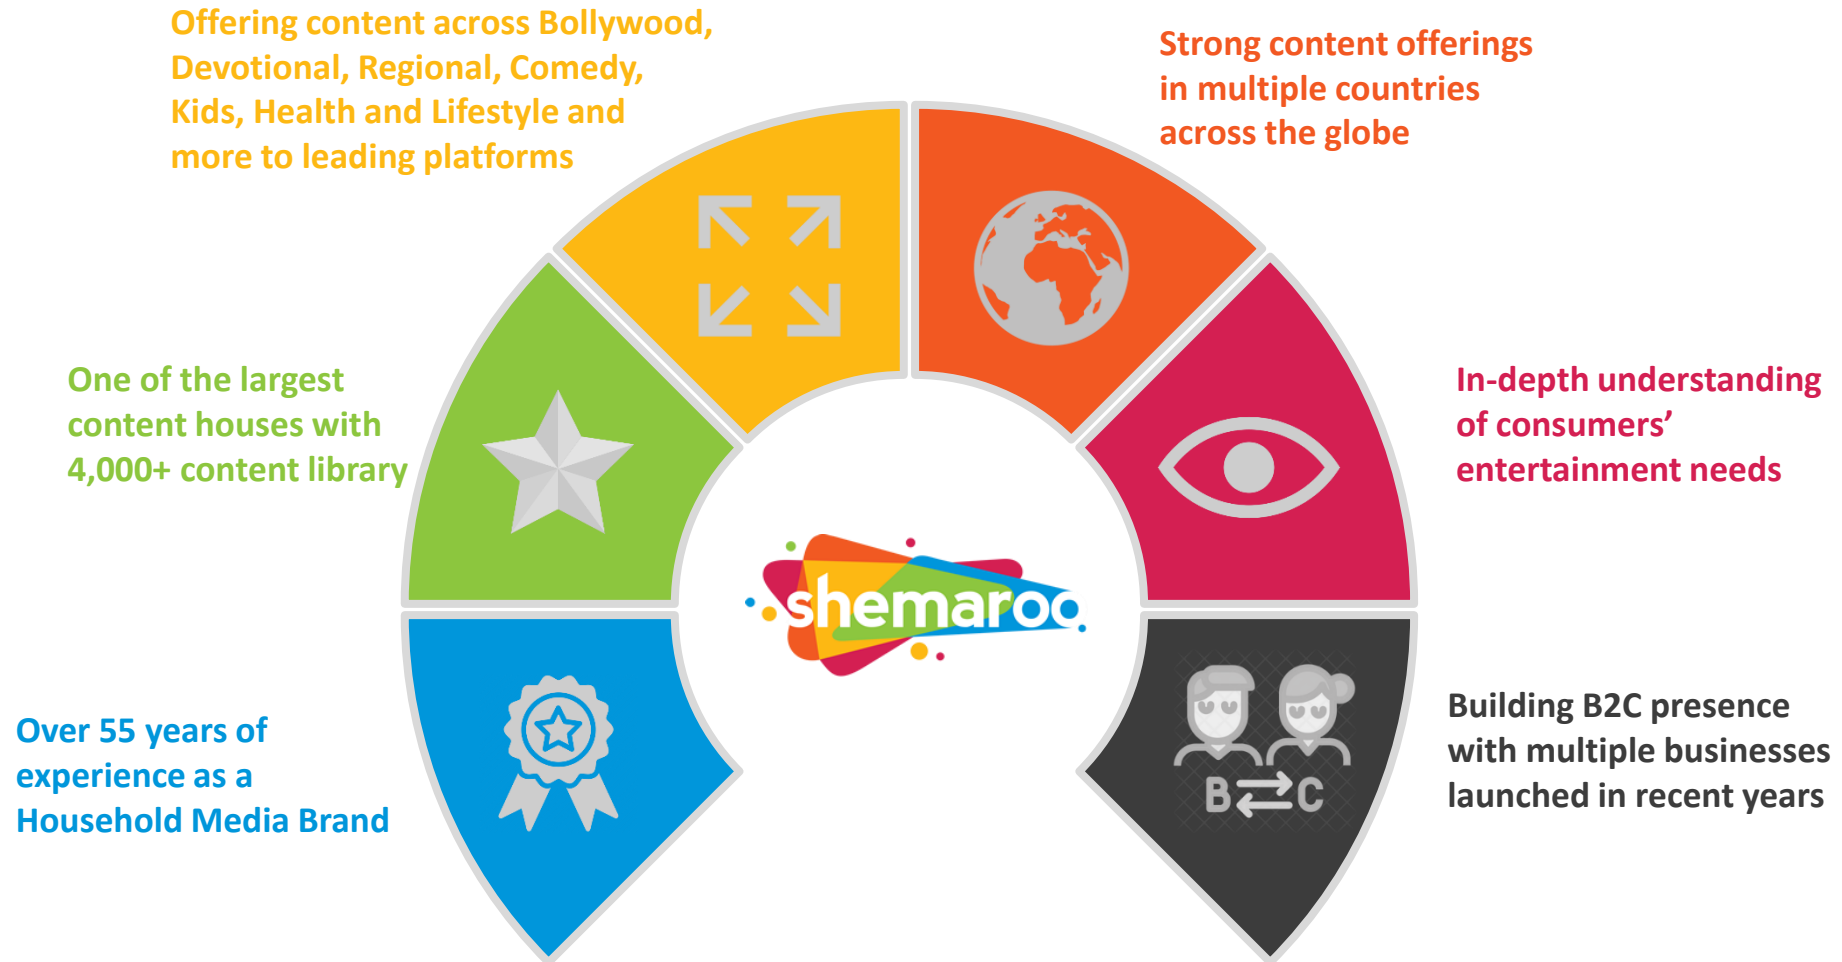 Offering content across Bollywood,
Devotional, Regional, Comedy,
Kids, Health and Lifestyle and
more to leading platforms
Strong content offerings
in multiple countries
across the globe
One of the largest
content houses with
4,000+ content library
In-depth understanding
of consumers’
entertainment needs
shemaroo
Over 55 years of
experience as a
Household Media Brand
B C
Building B2C presence
with multiple businesses
launched in recent years